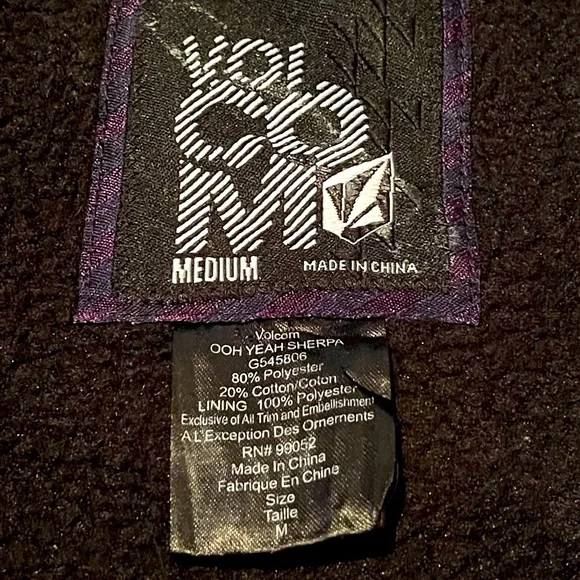 VOL
CO
M
MEDIUM MADE IN CHINA
Volcom
OOH YEAH SHERPA
G545806
80% Polyester
20% Cotton/Coton
LINING 100% Polyester
Exclusive of All Trim and Embellishment
A L'Exception Des Ornements
RN# 99052
Made In China
Fabrique En Chine
Size
Taille
M